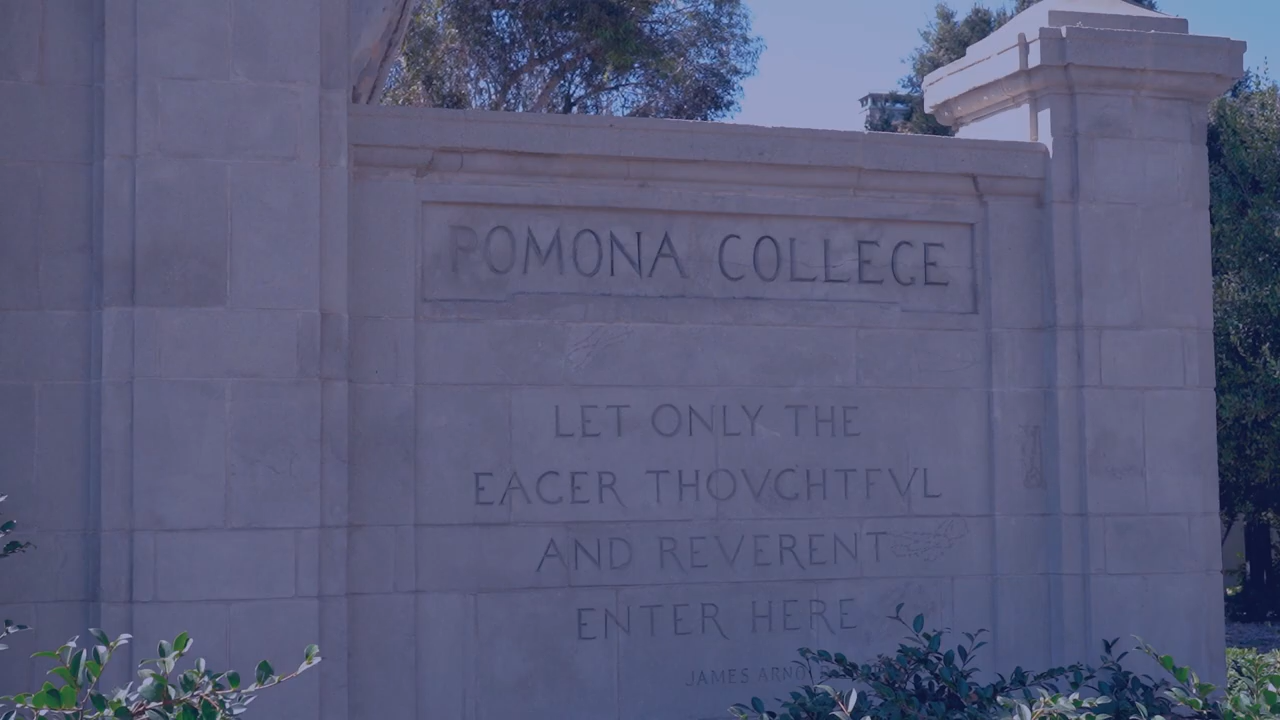 POMONA COLLEGE
LET ONLY THE
EAGER THOVGHTFVL
AND REVERENT
ENTER HERE
JAMES